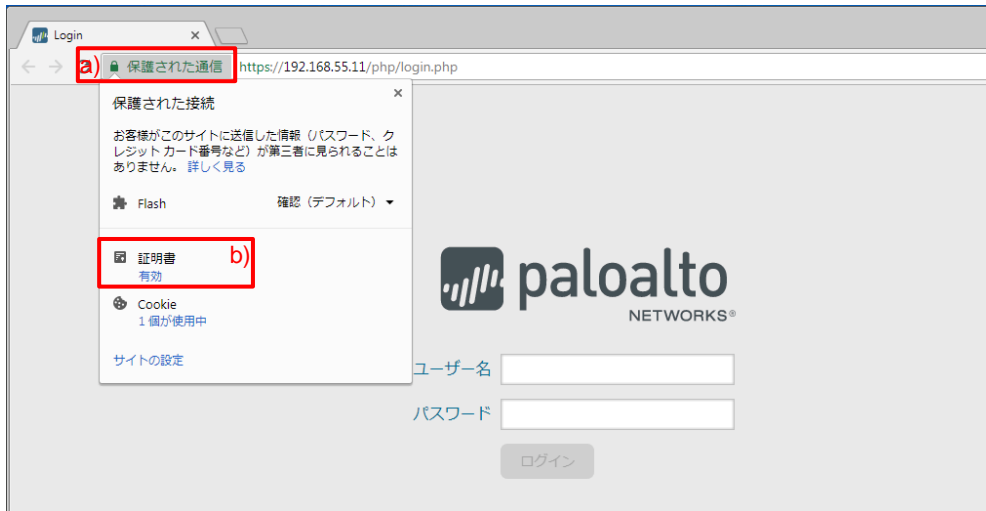 Login
a) 保護された通信 https://192.168.55.11/php/login.php
保護された接続
お客様がこのサイトに送信した情報（パスワード、ク
レジット カード番号など）が第三者に見られることは
ありません。 詳しく見る
Flash 確認（デフォルト）
証明書 b)
有効
Cookie
1 個が使用中
サイトの設定
paloalto
NETWORKS®
ユーザー名
パスワード
ログイン